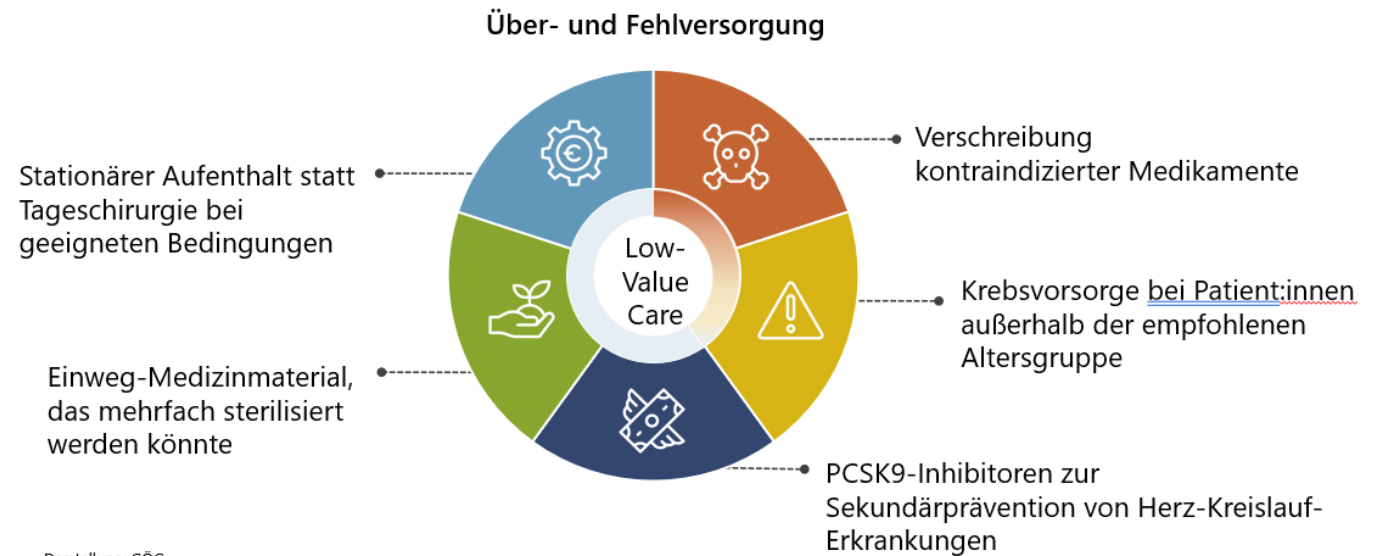 Über- und Fehlversorgung
Verschreibung
kontraindizierter Medikamente
Stationärer Aufenthalt statt
Tageschirurgie bei
geeigneten Bedingungen
€
Low-
Value
Care
Krebsvorsorge bei Patient:innen
außerhalb der empfohlenen
Altersgruppe
Einweg-Medizinmaterial,
das mehrfach sterilisiert
werden könnte
PCSK9-Inhibitoren zur
Sekundärprävention von Herz-Kreislauf-
Erkrankungen